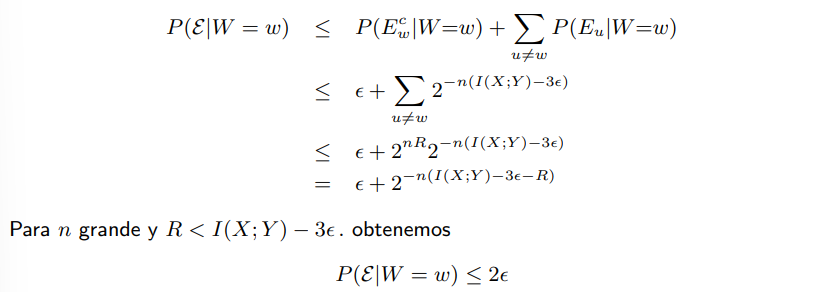 P(ℰ|W = w) ≤ P(E_w^c|W=w) + ∑_{u≠w} P(E_u|W=w)
≤ ϵ + ∑_{u≠w} 2^{−n(I(X;Y)−3ϵ)}
≤ ϵ + 2^{nR}2^{−n(I(X;Y)−3ϵ)}
= ϵ + 2^{−n(I(X;Y)−3ϵ−R)}
Para n grande y R < I(X;Y) − 3ϵ. obtenemos
P(ℰ|W = w) ≤ 2ϵ